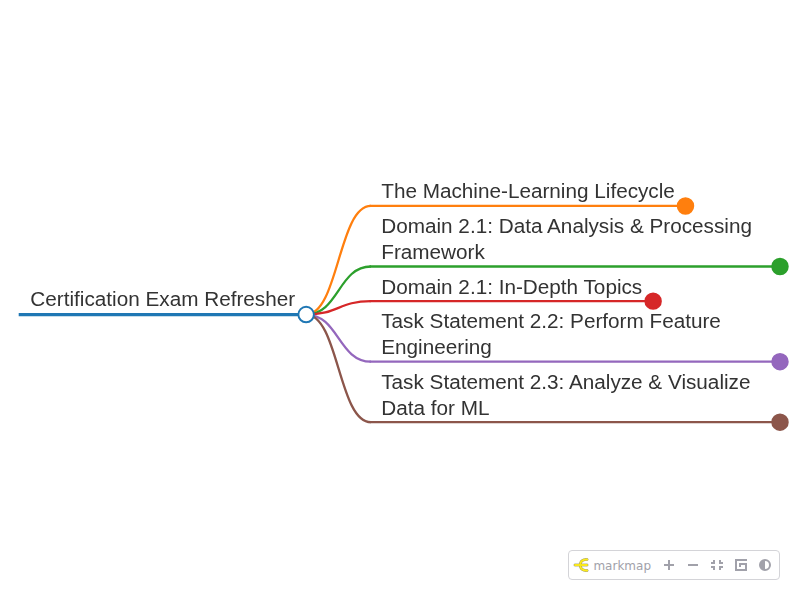 The Machine-Learning Lifecycle
Domain 2.1: Data Analysis & Processing
Framework
Domain 2.1: In-Depth Topics
Certification Exam Refresher
Task Statement 2.2: Perform Feature
Engineering
Task Statement 2.3: Analyze & Visualize
Data for ML
markmap